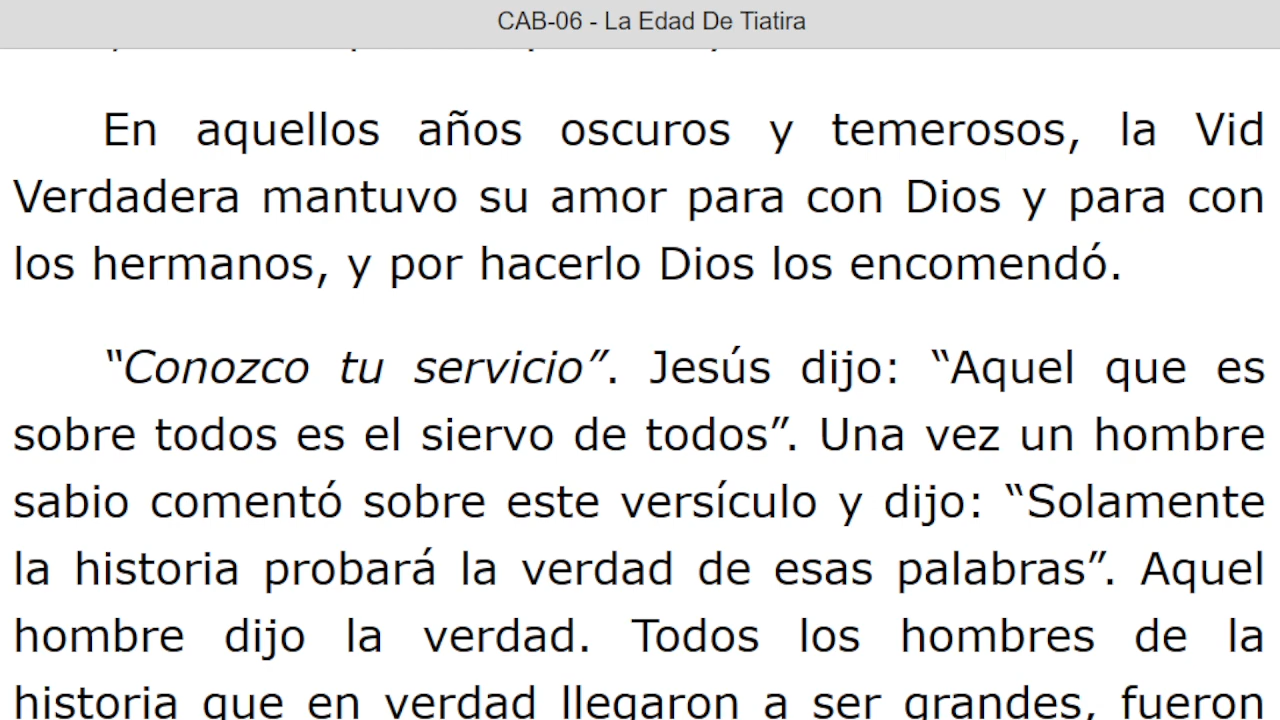 CAB-06 - La Edad De Tiatira
En aquellos años oscuros y temerosos, la Vid
Verdadera mantuvo su amor para con Dios y para con
los hermanos, y por hacerlo Dios los encomendó.
“Conozco tu servicio”. Jesús dijo: “Aquel que es
sobre todos es el siervo de todos”. Una vez un hombre
sabio comentó sobre este versículo y dijo: “Solamente
la historia probará la verdad de esas palabras”. Aquel
hombre dijo la verdad. Todos los hombres de la
historia que en verdad llegaron a ser grandes, fueron